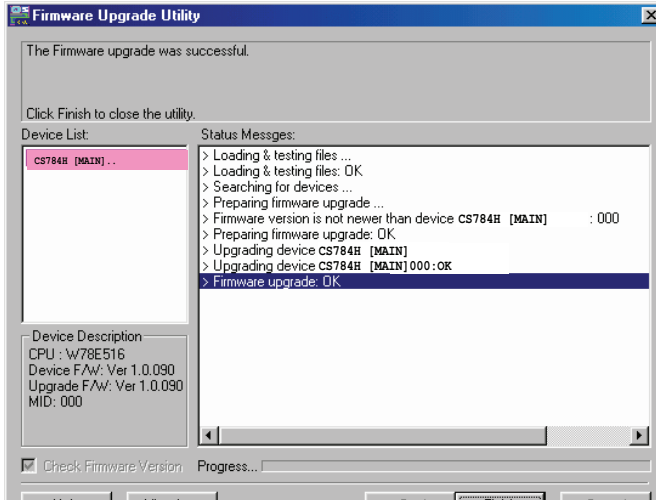 Firmware Upgrade Utility
The Firmware upgrade was successful.
Click Finish to close the utility.
Device List:
Status Messges:
CS784H [MAIN]..
> Loading & testing files ...
> Loading & testing files: OK
> Searching for devices ...
> Preparing firmware upgrade ...
> Firmware version is not newer than device CS784H [MAIN] : 000
> Preparing firmware upgrade: OK
> Upgrading device CS784H [MAIN]
> Upgrading device CS784H [MAIN]000:OK
> Firmware upgrade: OK
Device Description
CPU : W78E516
Device F/W: Ver 1.0.090
Upgrade F/W: Ver 1.0.090
MID: 000
Check Firmware Version
Progress...